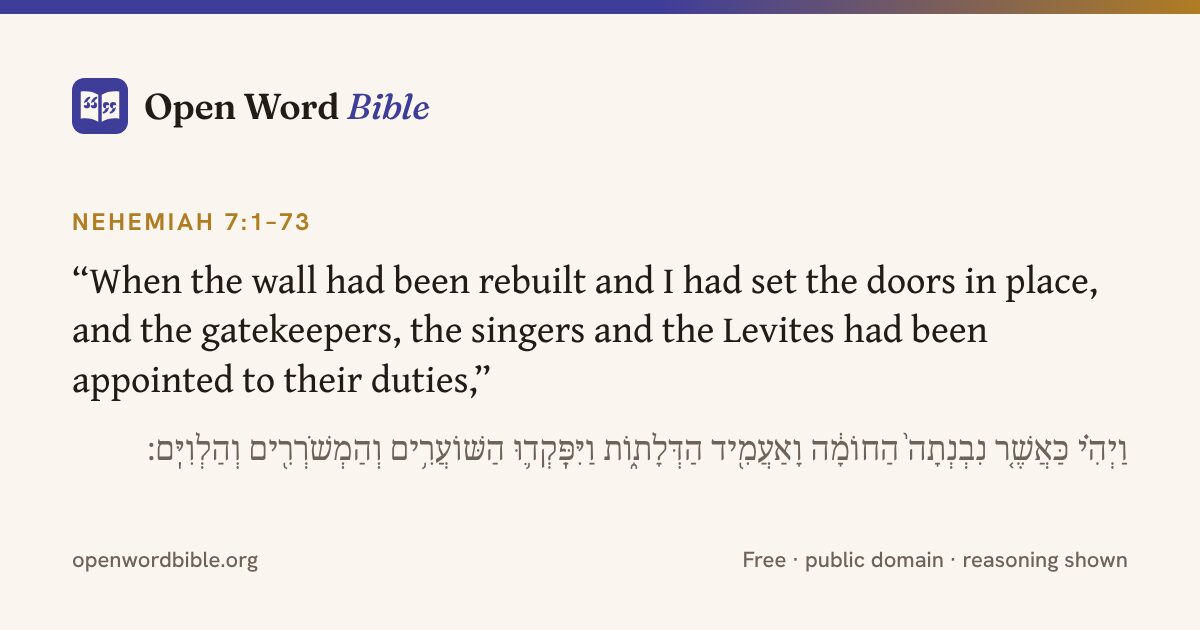 Open Word Bible
NEHEMIAH 7:1–73
“When the wall had been rebuilt and I had set the doors in place,
and the gatekeepers, the singers and the Levites had been
appointed to their duties,”
וַיְהִ֗י כַּאֲשֶׁ֤ר נִבְנְתָה֙ הַחוֹמָ֔ה וָאַעֲמִ֖יד הַדְּלָת֑וֹת וַיִּפָּֽקְד֛וּ הַשּׁוֹעֲרִ֥ים וְהַמְשֹׁרְרִ֖ים וְהַלְוִיִּֽם׃
openwordbible.org
Free · public domain · reasoning shown